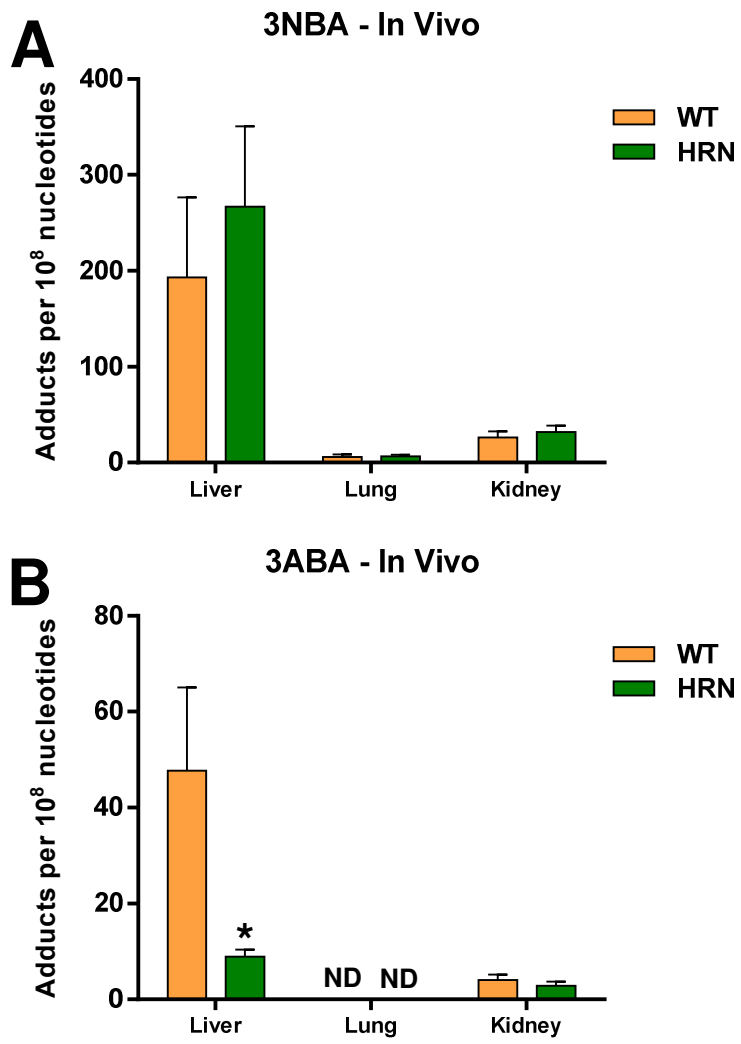 A
3NBA - In Vivo
Adducts per 10⁸ nucleotides
400
300
200
100
0
Liver
Lung
Kidney
WT
HRN
B
3ABA - In Vivo
Adducts per 10⁸ nucleotides
80
60
40
20
0
*
ND
ND
Liver
Lung
Kidney
WT
HRN